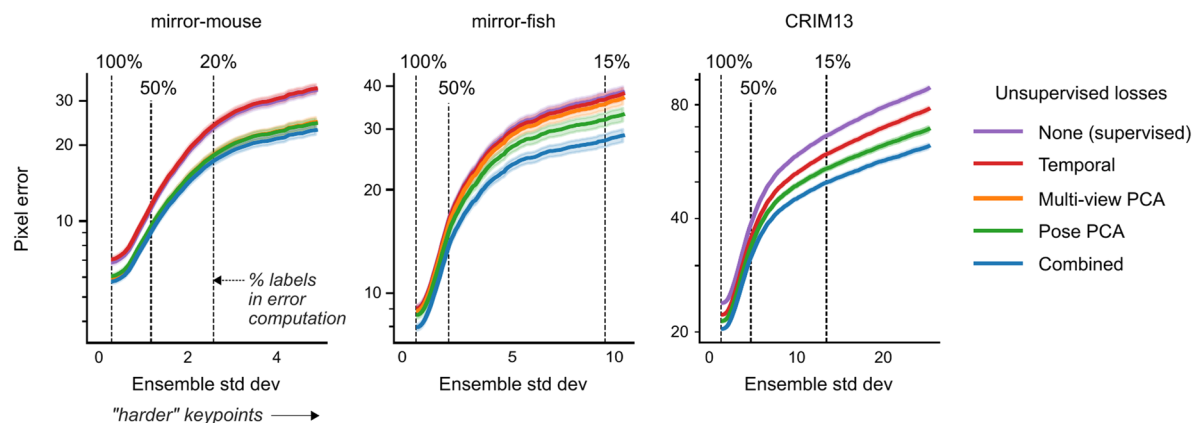 mirror-mouse
mirror-fish
CRIM13
100%
50%
20%
100%
50%
15%
100%
50%
15%
Pixel error
30
20
10
40
30
20
10
80
40
20
% labels
in error
computation
0
2
4
0
5
10
0
10
20
Ensemble std dev
Ensemble std dev
Ensemble std dev
"harder" keypoints
Unsupervised losses
None (supervised)
Temporal
Multi-view PCA
Pose PCA
Combined